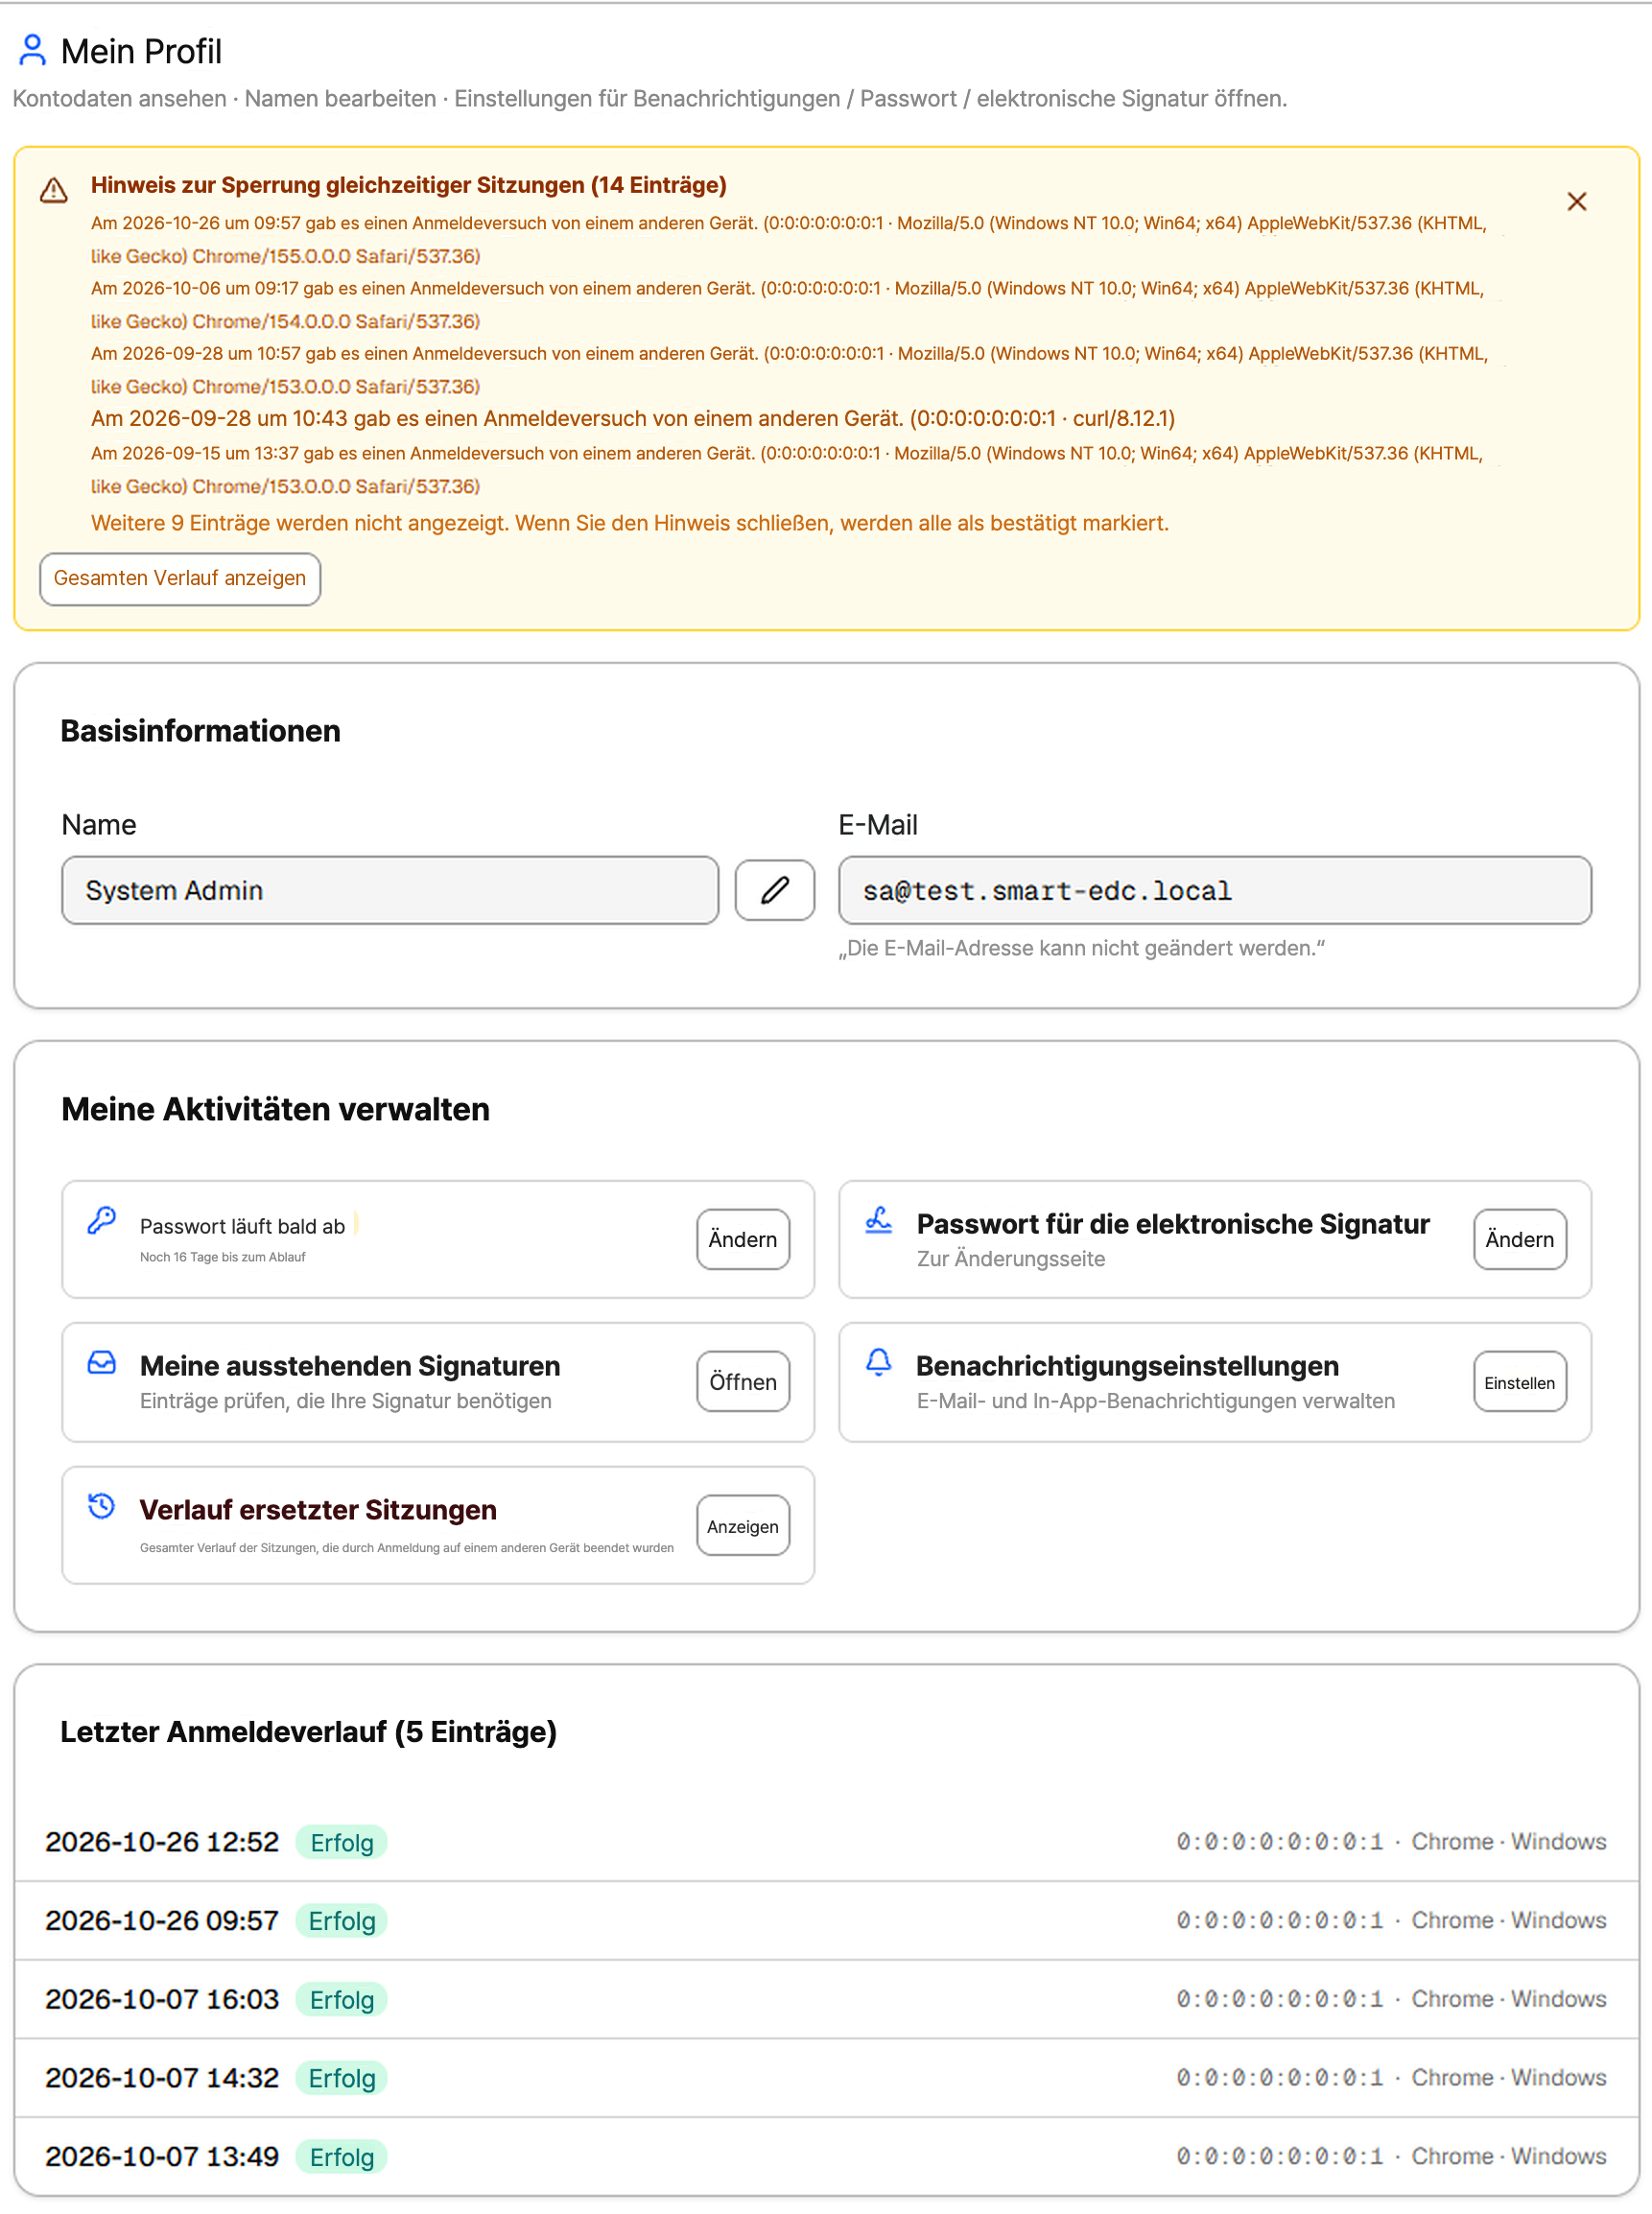 Mein Profil
Kontodaten ansehen · Namen bearbeiten · Einstellungen für Benachrichtigungen / Passwort / elektronische Signatur öffnen.
Hinweis zur Sperrung gleichzeitiger Sitzungen (14 Einträge)
Am 2026-10-26 um 09:57 gab es einen Anmeldeversuch von einem anderen Gerät. (0:0:0:0:0:0:0:1 · Mozilla/5.0 (Windows NT 10.0; Win64; x64) AppleWebKit/537.36 (KHTML,
like Gecko) Chrome/155.0.0.0 Safari/537.36)
Am 2026-10-06 um 09:17 gab es einen Anmeldeversuch von einem anderen Gerät. (0:0:0:0:0:0:0:1 · Mozilla/5.0 (Windows NT 10.0; Win64; x64) AppleWebKit/537.36 (KHTML,
like Gecko) Chrome/154.0.0.0 Safari/537.36)
Am 2026-09-28 um 10:57 gab es einen Anmeldeversuch von einem anderen Gerät. (0:0:0:0:0:0:0:1 · Mozilla/5.0 (Windows NT 10.0; Win64; x64) AppleWebKit/537.36 (KHTML,
like Gecko) Chrome/153.0.0.0 Safari/537.36)
Am 2026-09-28 um 10:43 gab es einen Anmeldeversuch von einem anderen Gerät. (0:0:0:0:0:0:0:1 · curl/8.12.1)
Am 2026-09-15 um 13:37 gab es einen Anmeldeversuch von einem anderen Gerät. (0:0:0:0:0:0:0:1 · Mozilla/5.0 (Windows NT 10.0; Win64; x64) AppleWebKit/537.36 (KHTML,
like Gecko) Chrome/153.0.0.0 Safari/537.36)
Weitere 9 Einträge werden nicht angezeigt. Wenn Sie den Hinweis schließen, werden alle als bestätigt markiert.
Gesamten Verlauf anzeigen
Basisinformationen
Name
System Admin
E-Mail
sa@test.smart-edc.local
„Die E-Mail-Adresse kann nicht geändert werden.“
Meine Aktivitäten verwalten
Passwort läuft bald ab
Noch 16 Tage bis zum Ablauf
Ändern
Passwort für die elektronische Signatur
Zur Änderungsseite
Ändern
Meine ausstehenden Signaturen
Einträge prüfen, die Ihre Signatur benötigen
Öffnen
Benachrichtigungseinstellungen
E-Mail- und In-App-Benachrichtigungen verwalten
Einstellen
Verlauf ersetzter Sitzungen
Gesamter Verlauf der Sitzungen, die durch Anmeldung auf einem anderen Gerät beendet wurden
Anzeigen
Letzter Anmeldeverlauf (5 Einträge)
2026-10-26 12:52 Erfolg 0:0:0:0:0:0:0:1 · Chrome · Windows
2026-10-26 09:57 Erfolg 0:0:0:0:0:0:0:1 · Chrome · Windows
2026-10-07 16:03 Erfolg 0:0:0:0:0:0:0:1 · Chrome · Windows
2026-10-07 14:32 Erfolg 0:0:0:0:0:0:0:1 · Chrome · Windows
2026-10-07 13:49 Erfolg 0:0:0:0:0:0:0:1 · Chrome · Windows